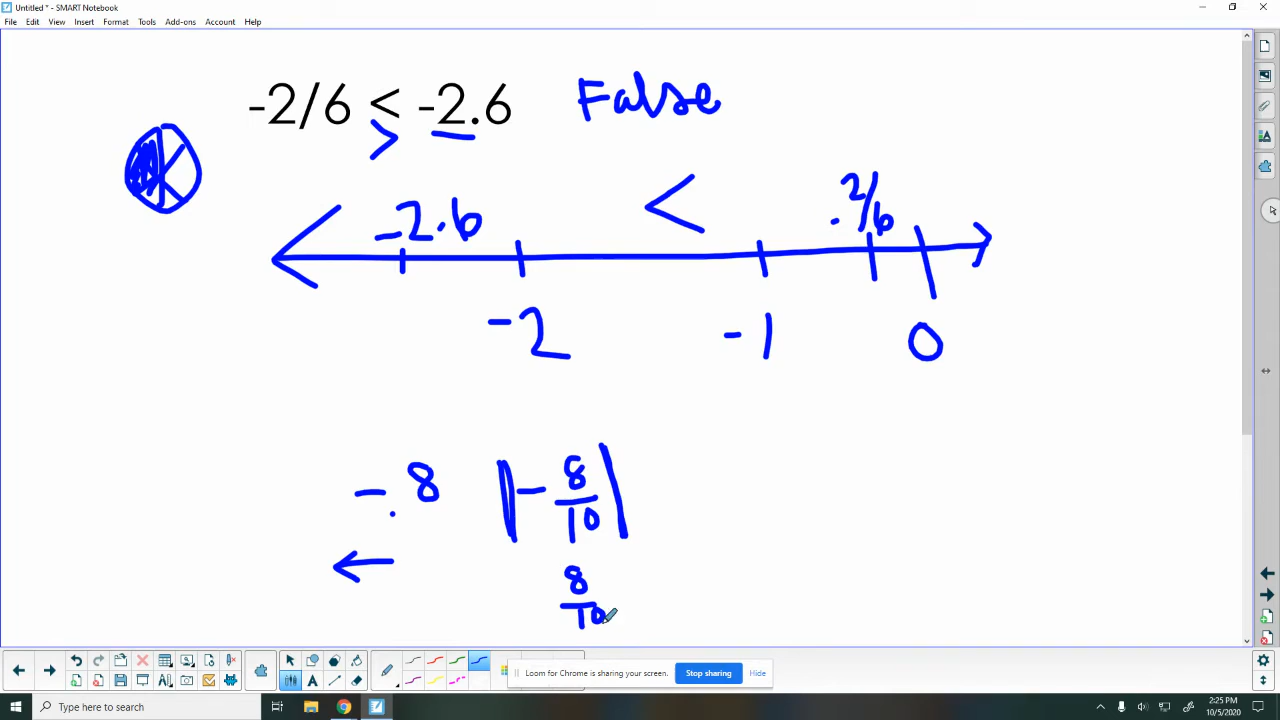 Untitled * - SMART Notebook
File Edit View Insert Format Tools Add-ons Account Help
-2/6 < -2.6 False
>
<
-2.6 -2/6
-2 -1 0
-.8 |-8/10|
←
8/10
Loom for Chrome is sharing your screen. Stop sharing Hide
Type here to search
2:25 PM
10/5/2020